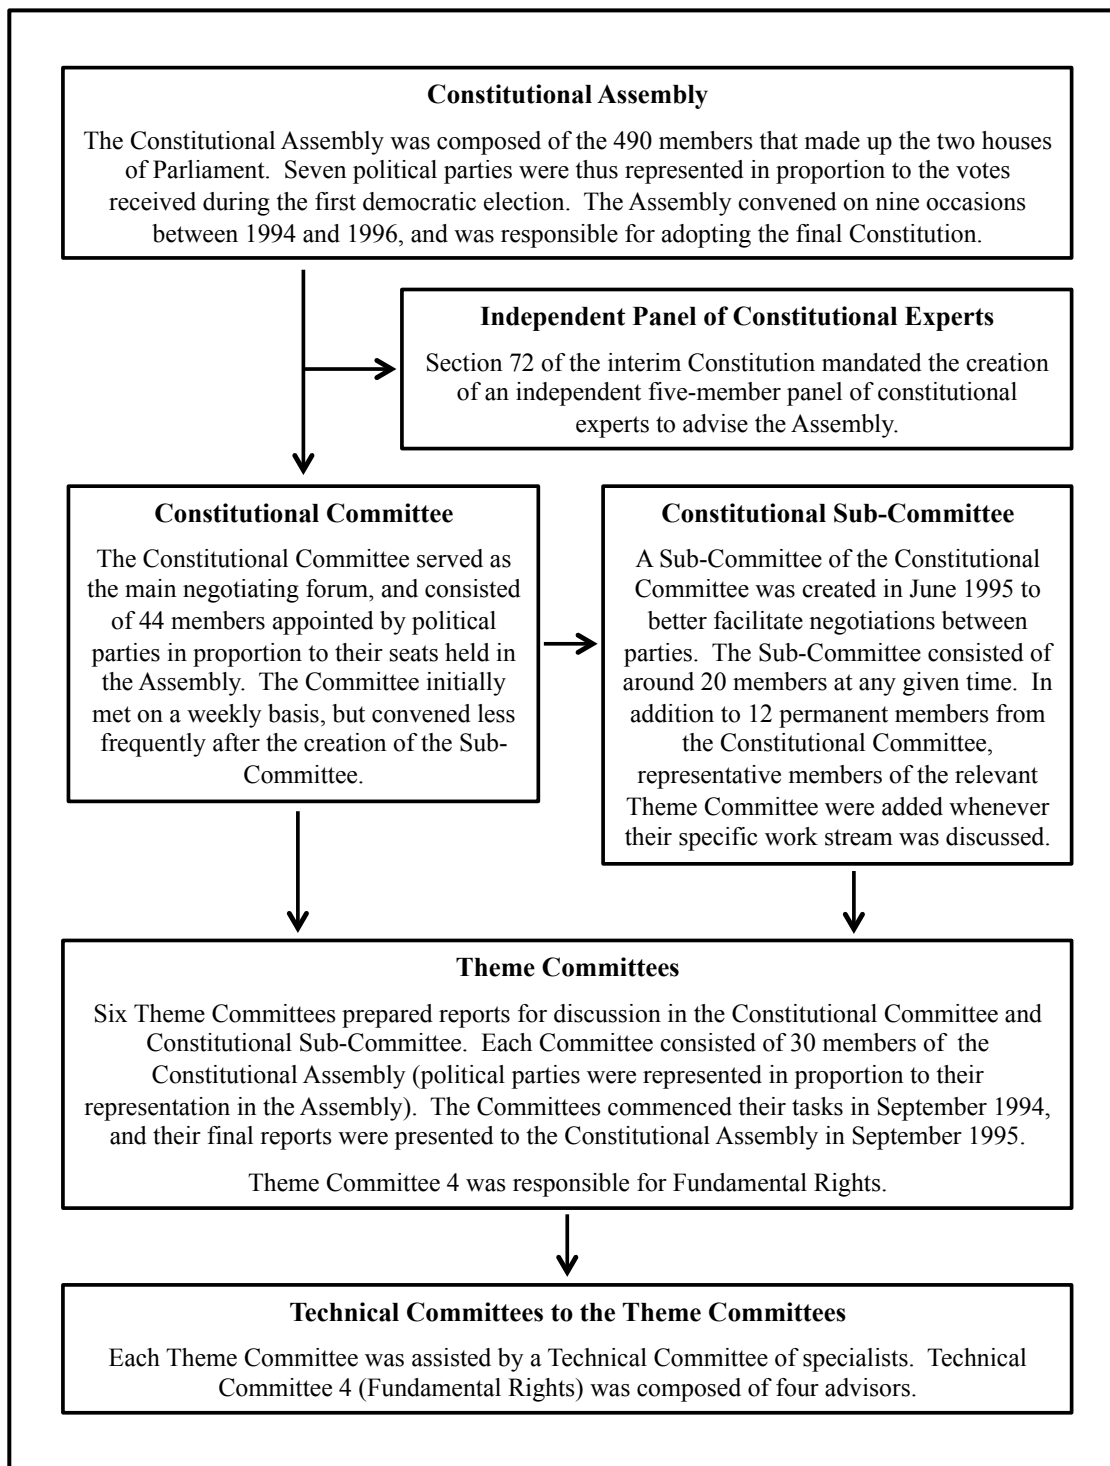 Constitutional Assembly
The Constitutional Assembly was composed of the 490 members that made up the two houses
of Parliament.  Seven political parties were thus represented in proportion to the votes
received during the first democratic election.  The Assembly convened on nine occasions
between 1994 and 1996, and was responsible for adopting the final Constitution.
Independent Panel of Constitutional Experts
Section 72 of the interim Constitution mandated the creation
of an independent five-member panel of constitutional
experts to advise the Assembly.
Constitutional Committee
The Constitutional Committee served as
the main negotiating forum, and consisted
of 44 members appointed by political
parties in proportion to their seats held in
the Assembly.  The Committee initially
met on a weekly basis, but convened less
frequently after the creation of the Sub-
Committee.
Constitutional Sub-Committee
A Sub-Committee of the Constitutional
Committee was created in June 1995 to
better facilitate negotiations between
parties.  The Sub-Committee consisted of
around 20 members at any given time.  In
addition to 12 permanent members from
the Constitutional Committee,
representative members of the relevant
Theme Committee were added whenever
their specific work stream was discussed.
Theme Committees
Six Theme Committees prepared reports for discussion in the Constitutional Committee and
Constitutional Sub-Committee.  Each Committee consisted of 30 members of  the
Constitutional Assembly (political parties were represented in proportion to their
representation in the Assembly).  The Committees commenced their tasks in September 1994,
and their final reports were presented to the Constitutional Assembly in September 1995.
Theme Committee 4 was responsible for Fundamental Rights.
Technical Committees to the Theme Committees
Each Theme Committee was assisted by a Technical Committee of specialists.  Technical
Committee 4 (Fundamental Rights) was composed of four advisors.